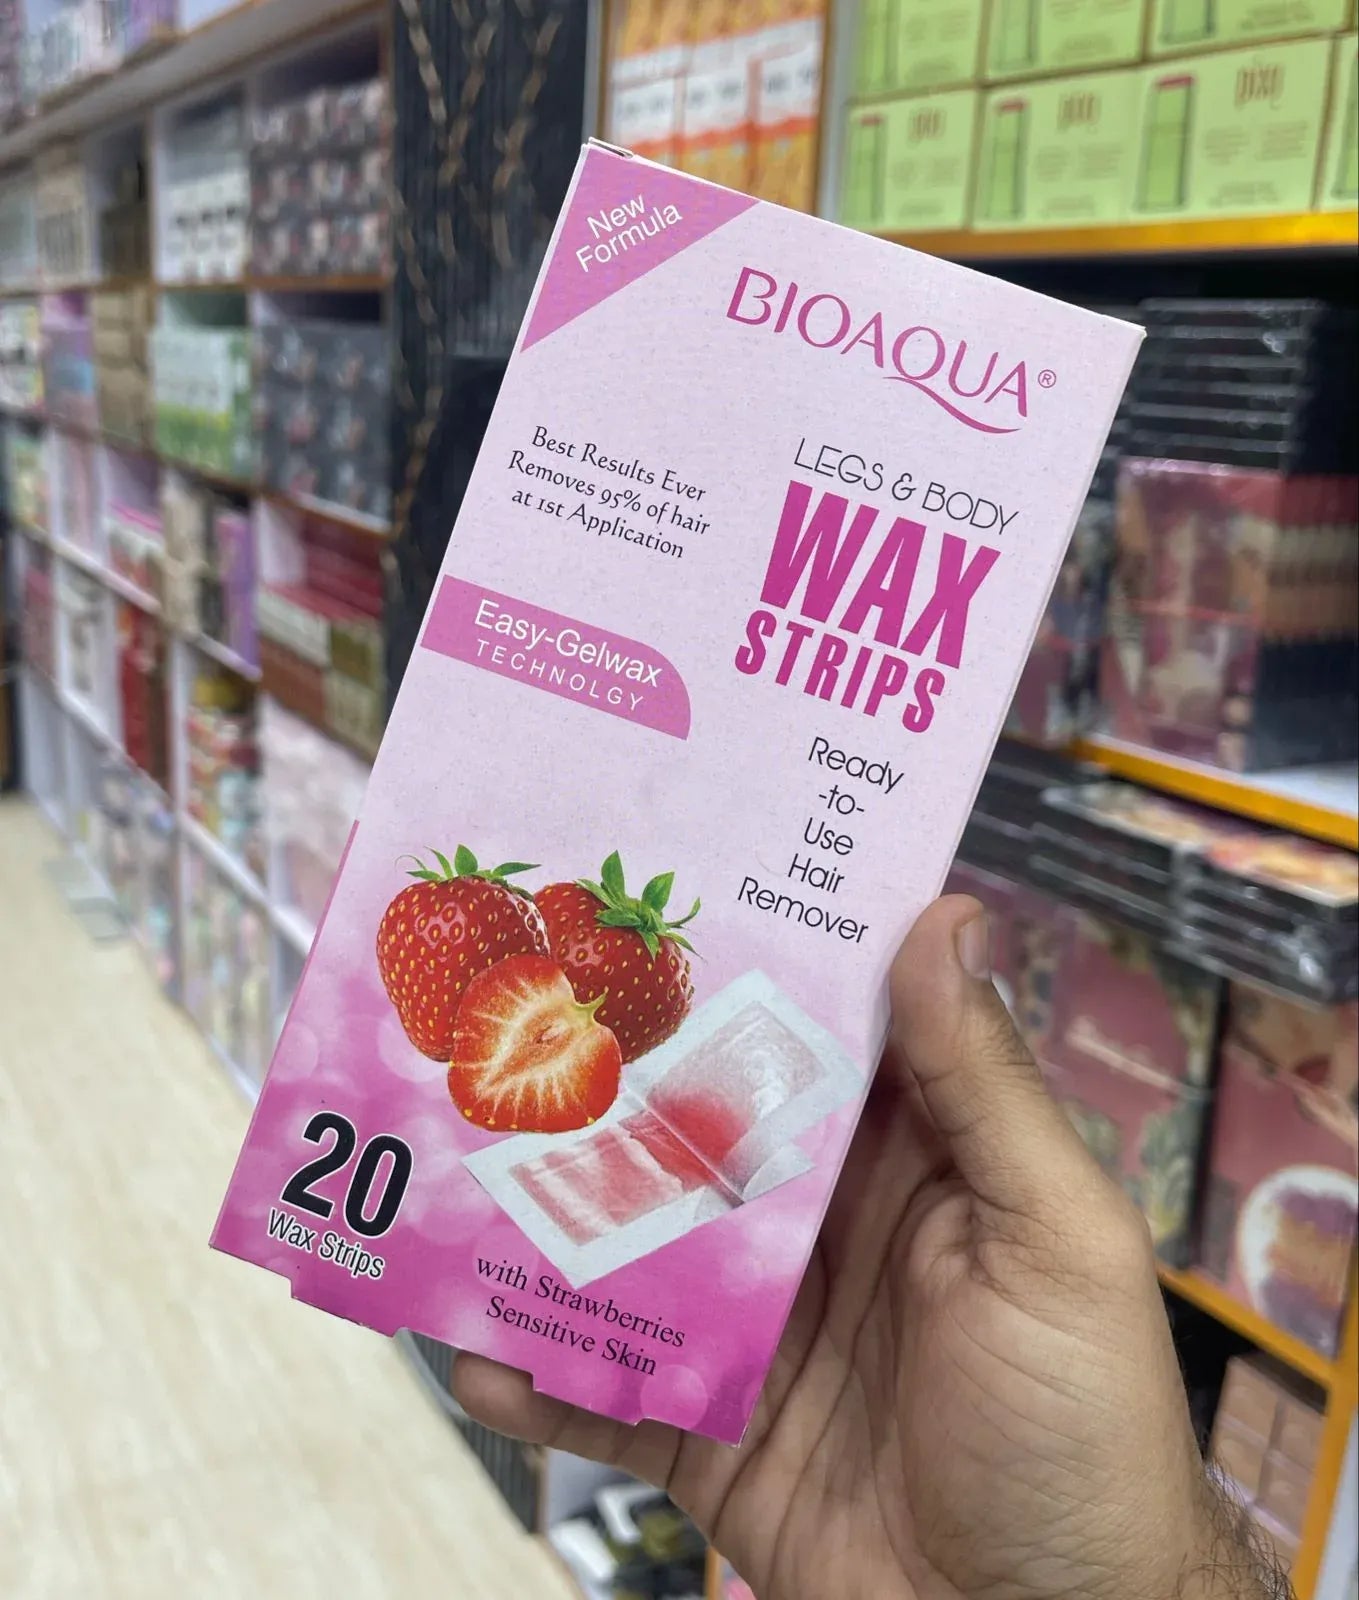 New
Formula
BIOAQUA®
Best Results Ever
Removes 95% of hair
at 1st Application
LEGS & BODY
WAX
STRIPS
Easy-Gelwax
TECHNOLGY
Ready
-to-
Use
Hair
Remover
20
Wax Strips
with Strawberries
Sensitive Skin
pixy